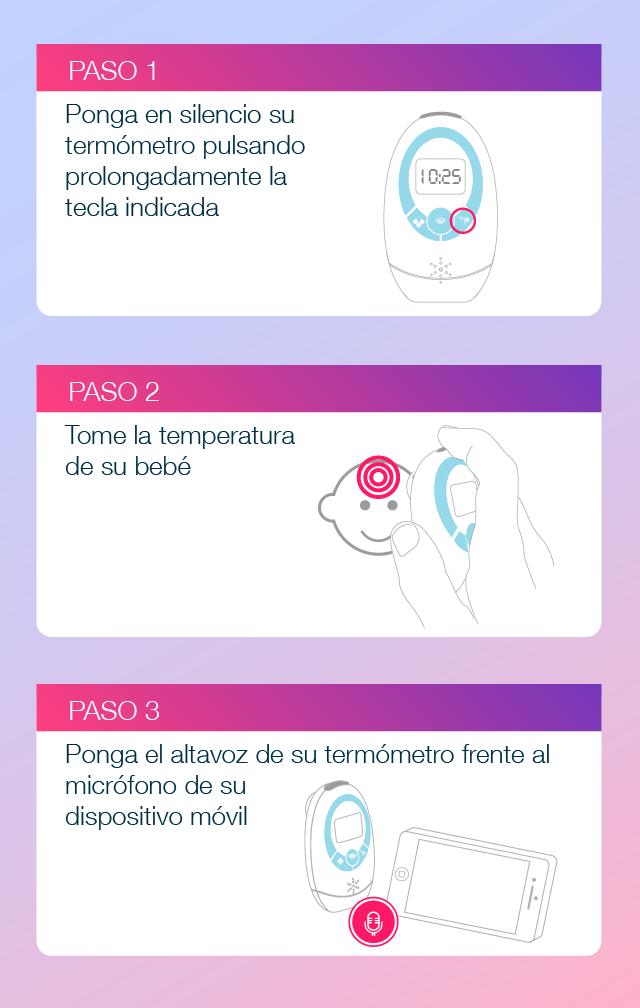 PASO 1
Ponga en silencio su
termómetro pulsando
prolongadamente la
tecla indicada
10:25
PASO 2
Tome la temperatura
de su bebé
PASO 3
Ponga el altavoz de su termómetro frente al
micrófono de su
dispositivo móvil